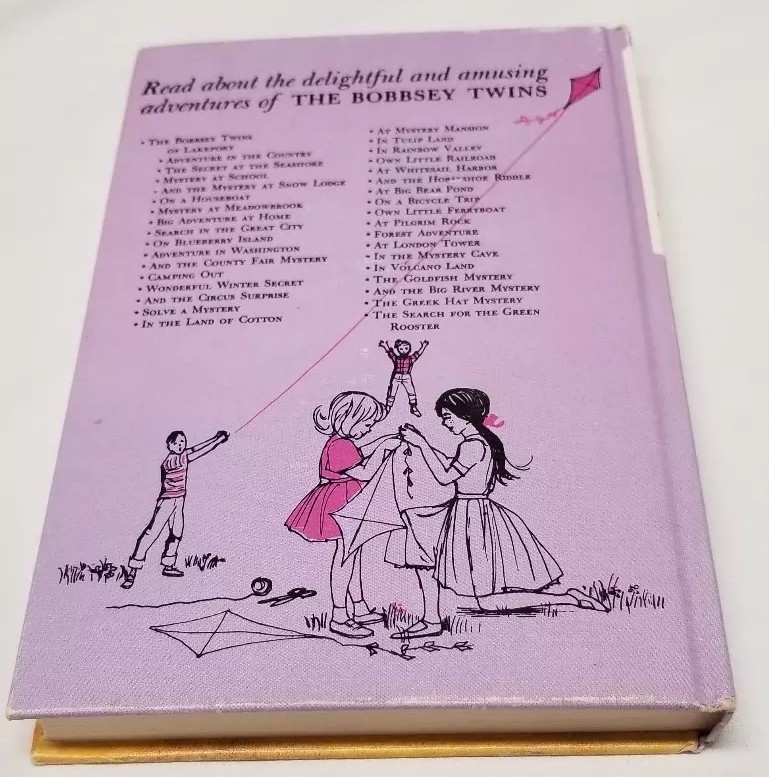 Read about the delightful and amusing
adventures of THE BOBBSEY TWINS
• THE BOBBSEY TWINS
OF LAKEPORT
• ADVENTURE IN THE COUNTRY
• THE SECRET AT THE SEASHORE
• MYSTERY AT SCHOOL
• AND THE MYSTERY AT SNOW LODGE
• ON A HOUSEBOAT
• MYSTERY AT MEADOWBROOK
• BIG ADVENTURE AT HOME
• SEARCH IN THE GREAT CITY
• ON BLUEBERRY ISLAND
• ADVENTURE IN WASHINGTON
• AND THE COUNTY FAIR MYSTERY
• CAMPING OUT
• WONDERFUL WINTER SECRET
• AND THE CIRCUS SURPRISE
• SOLVE A MYSTERY
• IN THE LAND OF COTTON
• AT MYSTERY MANSION
• IN TULIP LAND
• IN RAINBOW VALLEY
• OWN LITTLE RAILROAD
• AT WHITESAIL HARBOR
• AND THE HORSESHOE RIDDLE
• AT BIG BEAR POND
• ON A BICYCLE TRIP
• OWN LITTLE FERRYBOAT
• AT PILGRIM ROCK
• FOREST ADVENTURE
• AT LONDON TOWER
• IN THE MYSTERY CAVE
• IN VOLCANO LAND
• THE GOLDFISH MYSTERY
• AND THE BIG RIVER MYSTERY
• THE GREEK HAT MYSTERY
• THE SEARCH FOR THE GREEN
ROOSTER